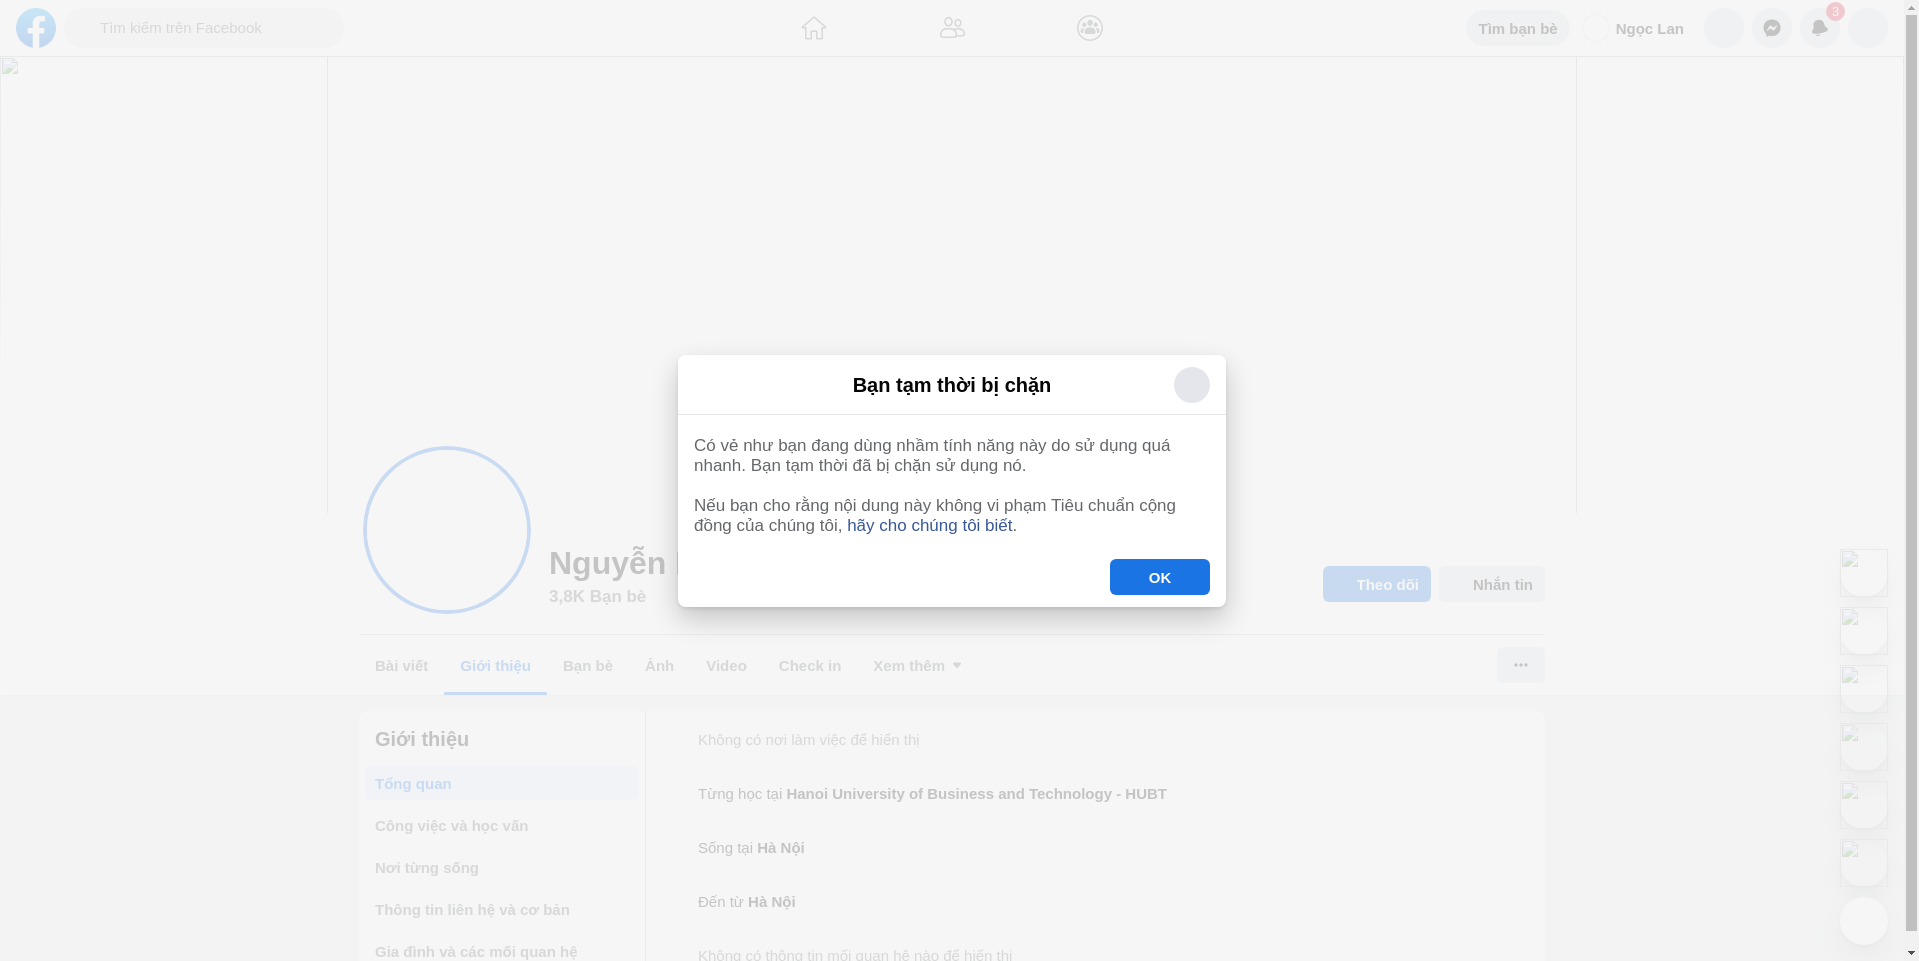 Tìm kiếm trên Facebook
Tìm bạn bè
Ngọc Lan
3
Bạn tạm thời bị chặn
Có vẻ như bạn đang dùng nhầm tính năng này do sử dụng quá
nhanh. Bạn tạm thời đã bị chặn sử dụng nó.
Nếu bạn cho rằng nội dung này không vi phạm Tiêu chuẩn cộng
đồng của chúng tôi, hãy cho chúng tôi biết.
OK
Nguyễn
3,8K Bạn bè
Theo dõi
Nhắn tin
Bài viết
Giới thiệu
Bạn bè
Ảnh
Video
Check in
Xem thêm
Giới thiệu
Tổng quan
Công việc và học vấn
Nơi từng sống
Thông tin liên hệ và cơ bản
Gia đình và các mối quan hệ
Không có nơi làm việc để hiển thị
Từng học tại Hanoi University of Business and Technology - HUBT
Sống tại Hà Nội
Đến từ Hà Nội
Không có thông tin mối quan hệ nào để hiển thị